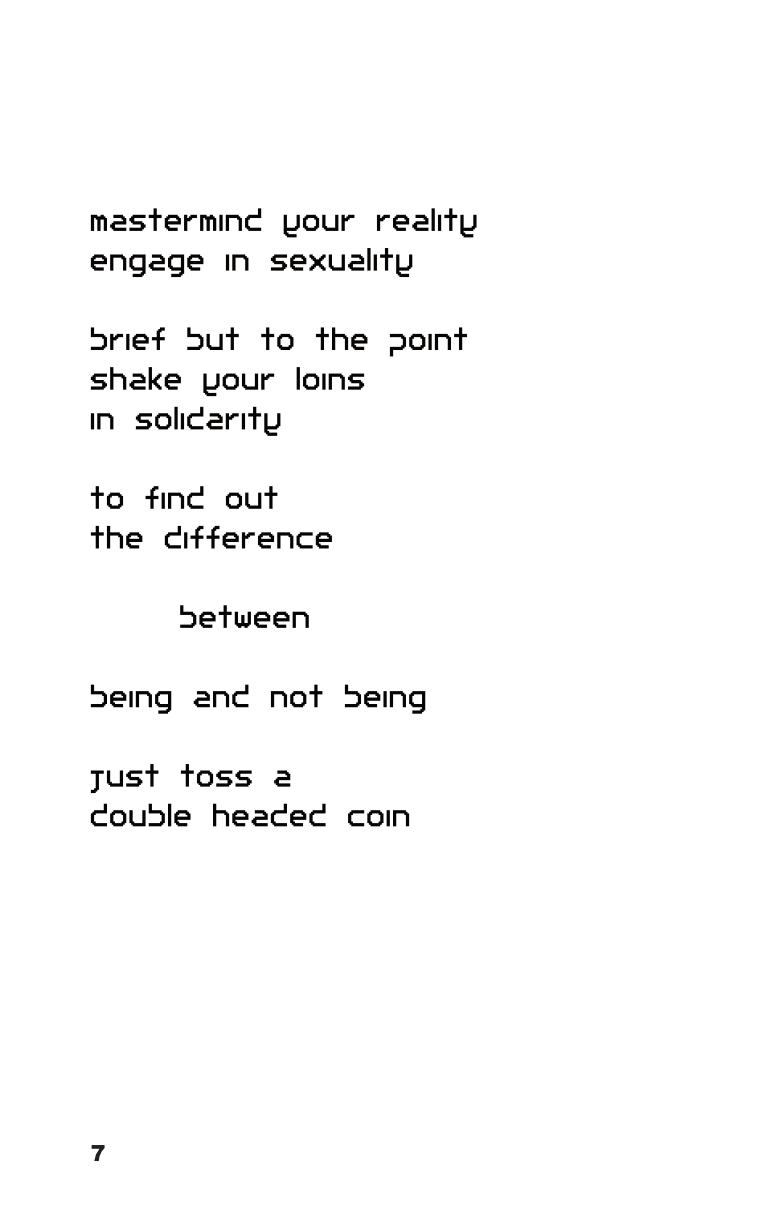 mastermind your reality
engage in sexuality
brief but to the point
shake your loins
in solidarity
to find out
the difference
between
being and not being
just toss a
double headed coin
7